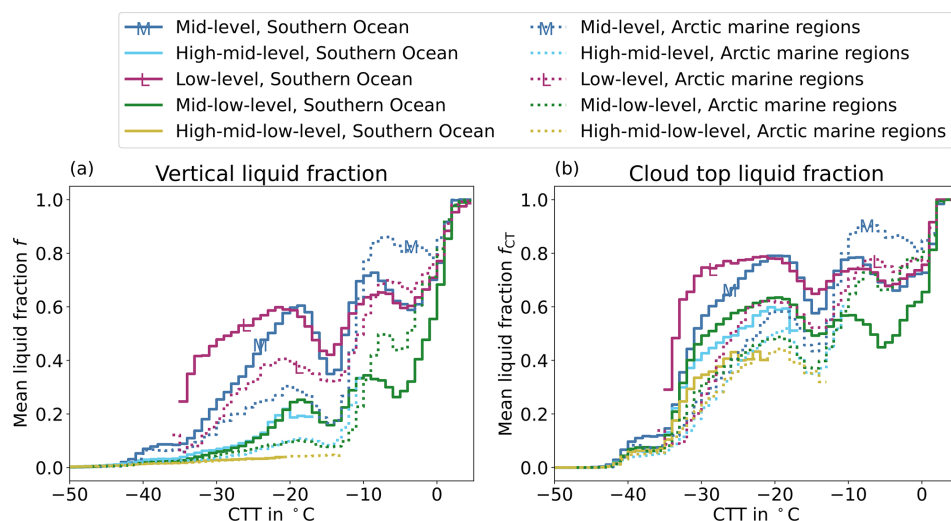 M Mid-level, Southern Ocean
High-mid-level, Southern Ocean
L Low-level, Southern Ocean
Mid-low-level, Southern Ocean
High-mid-low-level, Southern Ocean
M Mid-level, Arctic marine regions
High-mid-level, Arctic marine regions
L Low-level, Arctic marine regions
Mid-low-level, Arctic marine regions
High-mid-low-level, Arctic marine regions
(a)
Vertical liquid fraction
Mean liquid fraction f
1.0
0.8
0.6
0.4
0.2
0.0
M
M
L
L
−50 −40 −30 −20 −10 0
CTT in °C
(b)
Cloud top liquid fraction
Mean liquid fraction fCT
1.0
0.8
0.6
0.4
0.2
0.0
M
L
L
M
−50 −40 −30 −20 −10 0
CTT in °C